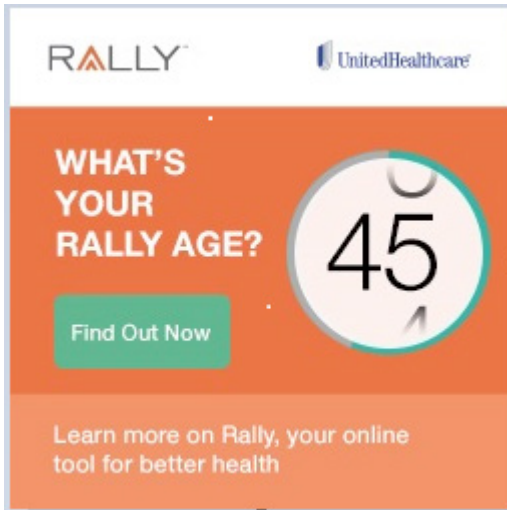 RALLY™ UnitedHealthcare®
WHAT'S
YOUR
RALLY AGE?
45
Find Out Now
Learn more on Rally, your online
tool for better health